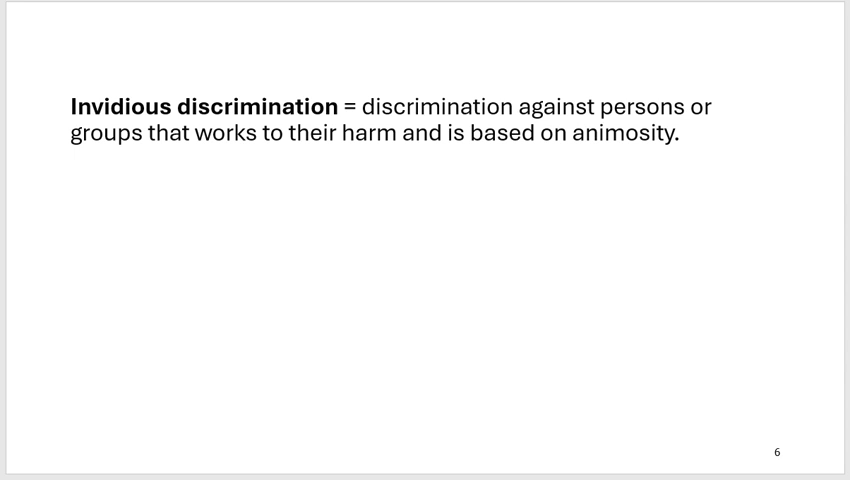 Invidious discrimination = discrimination against persons or
groups that works to their harm and is based on animosity.
6